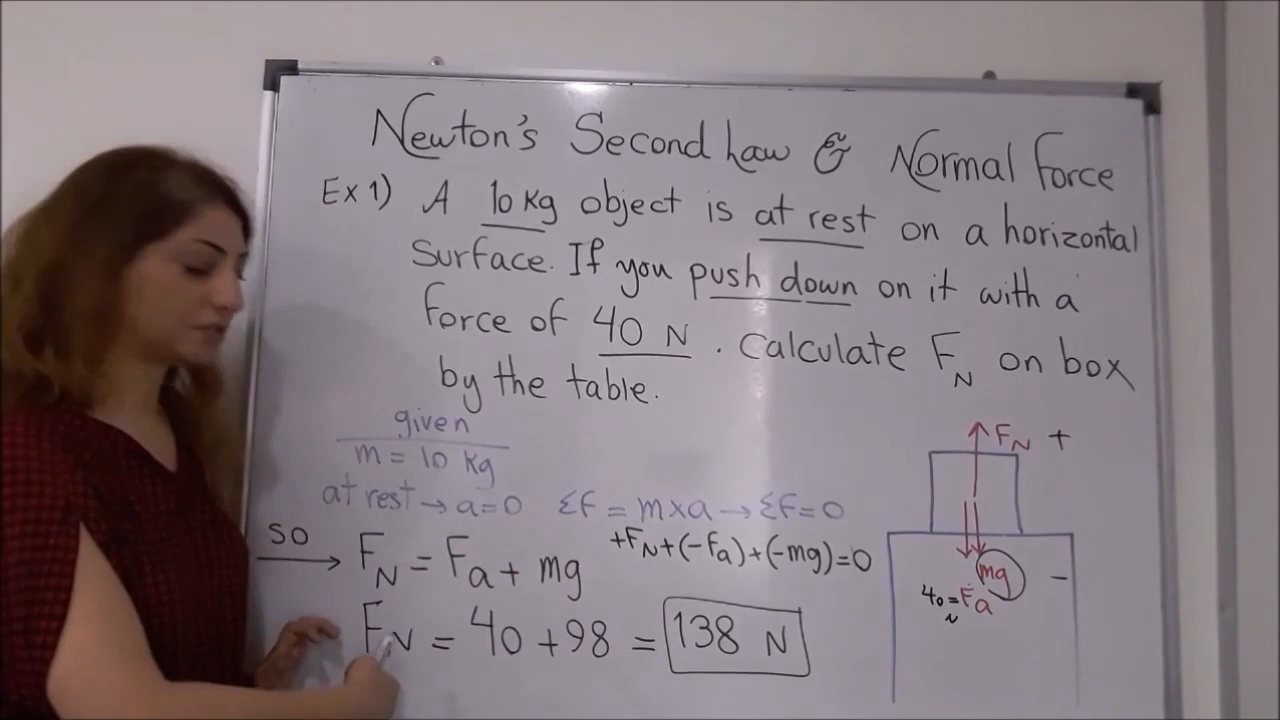 Newton's Second Law & Normal Force
Ex 1) A 10 kg object is at rest on a horizontal
surface. If you push down on it with a
force of 40 N . Calculate FN on box
by the table.
given
m = 10 kg
at rest → a=0 ΣF = m×a → ΣF=0
+FN+(-Fa)+(-mg)=0
so → FN = Fa + mg
FN = 40 + 98 = 138 N
FN +
mg -
40 N = Fa